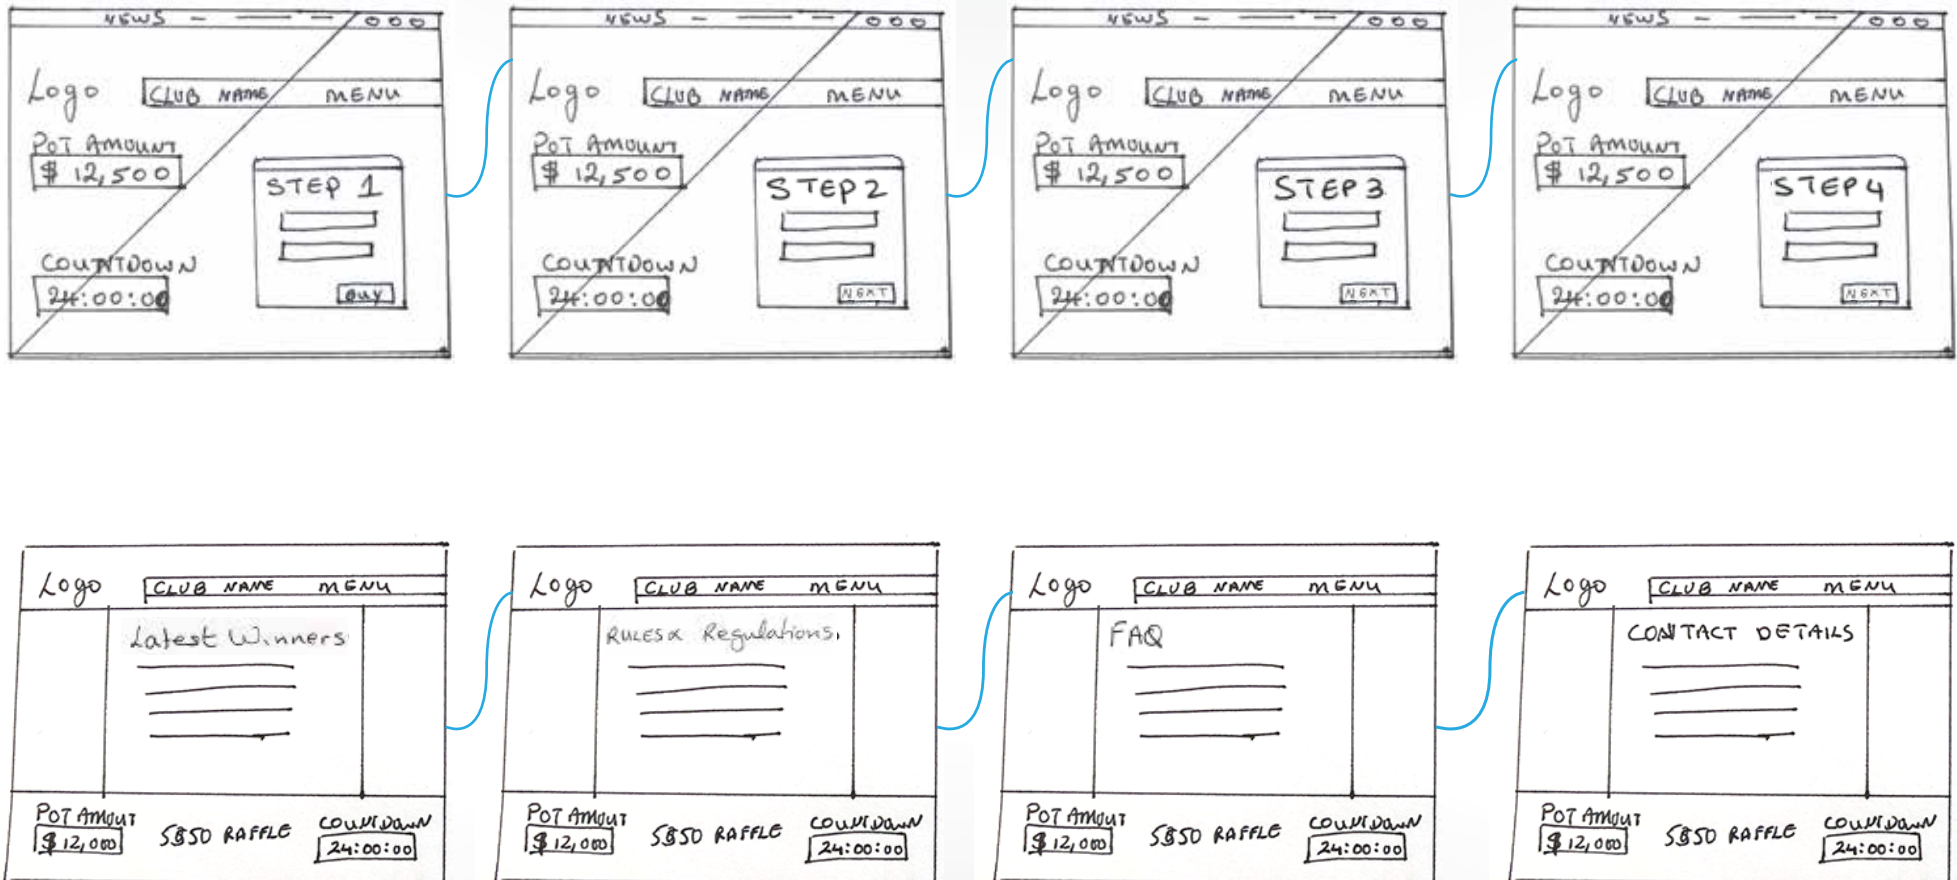 NEWS
Logo
CLUB NAME MENU
POT AMOUNT
$ 12,500
STEP 1
COUNTDOWN
24:00:00
BUY
NEWS
Logo
CLUB NAME MENU
POT AMOUNT
$ 12,500
STEP 2
COUNTDOWN
24:00:00
NEXT
NEWS
Logo
CLUB NAME MENU
POT AMOUNT
$ 12,500
STEP 3
COUNTDOWN
24:00:00
NEXT
NEWS
Logo
CLUB NAME MENU
POT AMOUNT
$ 12,500
STEP 4
COUNTDOWN
24:00:00
NEXT
Logo
CLUB NAME MENU
Latest Winners
POT AMOUT
$ 12,000
5$50 RAFFLE
COUNTDOWN
24:00:00
Logo
CLUB NAME MENU
RULES & Regulations.
POT AMOUT
$ 12,000
5$50 RAFFLE
COUNTDOWN
24:00:00
Logo
CLUB NAME MENU
FAQ
POT AMOUT
$ 12,000
5$50 RAFFLE
COUNTDOWN
24:00:00
Logo
CLUB NAME MENU
CONTACT DETAILS
POT AMOUT
$ 12,000
5$50 RAFFLE
COUNTDOWN
24:00:00